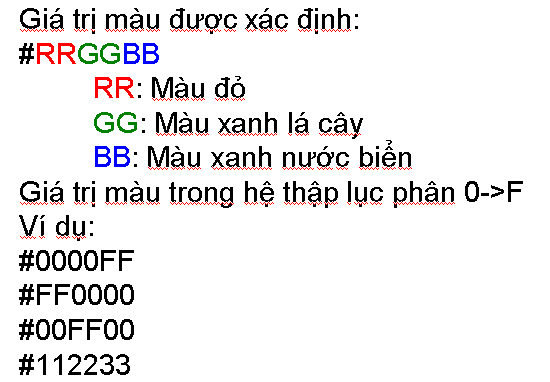 Giá trị màu được xác định:
#RRGGBB
RR: Màu đỏ
GG: Màu xanh lá cây
BB: Màu xanh nước biển
Giá trị màu trong hệ thập lục phân 0->F
Ví dụ:
#0000FF
#FF0000
#00FF00
#112233